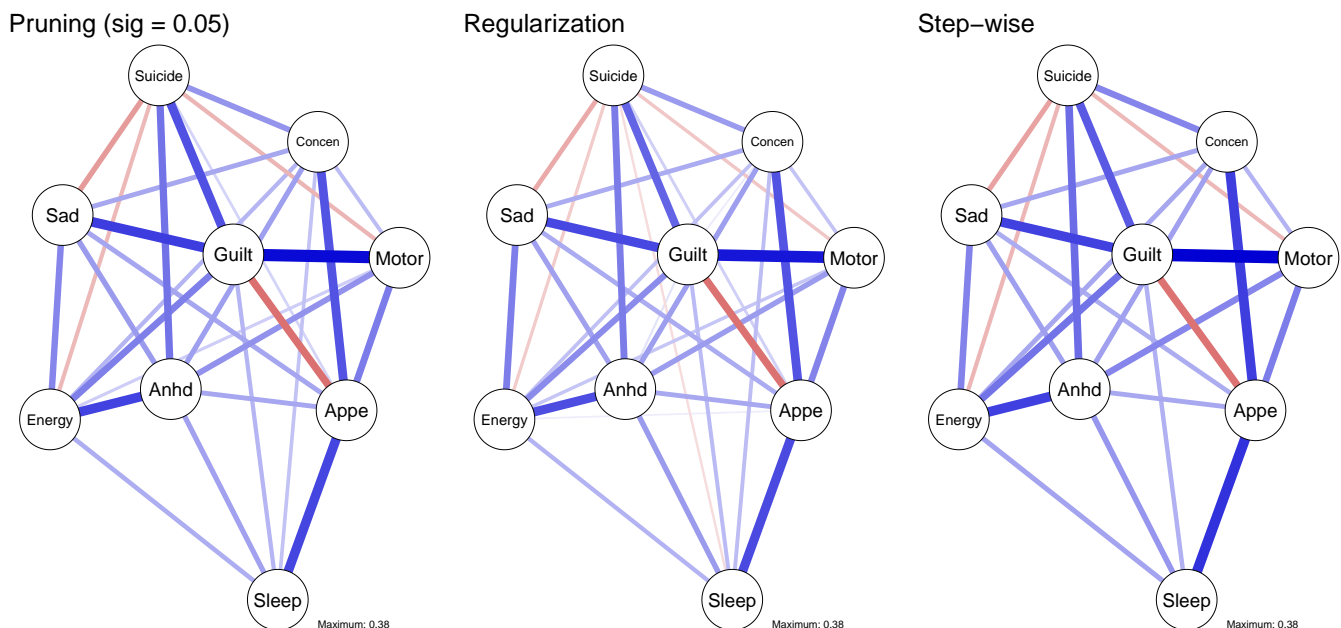 Pruning (sig = 0.05)
Suicide
Concen
Sad
Guilt
Motor
Anhd
Energy
Appe
Sleep
Maximum: 0.38
Regularization
Suicide
Concen
Sad
Guilt
Motor
Anhd
Energy
Appe
Sleep
Maximum: 0.38
Step−wise
Suicide
Concen
Sad
Guilt
Motor
Anhd
Energy
Appe
Sleep
Maximum: 0.38